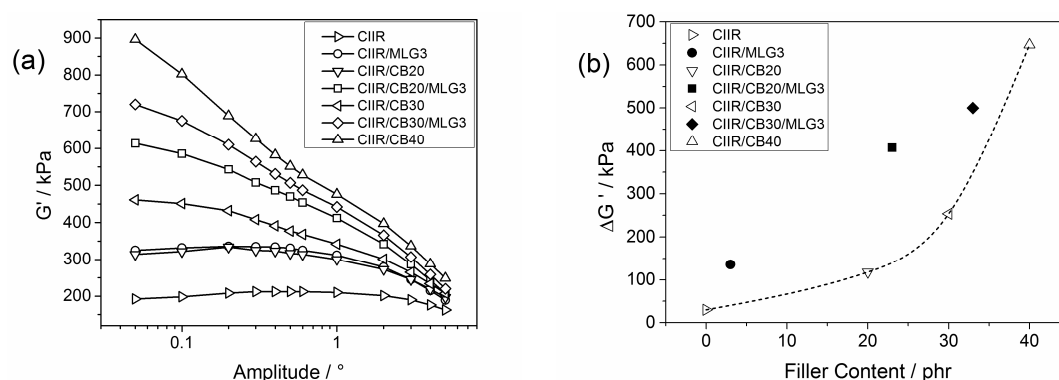 (a)
G' / kPa
900
800
700
600
500
400
300
200
0.1
1
Amplitude / °
CIIR
CIIR/MLG3
CIIR/CB20
CIIR/CB20/MLG3
CIIR/CB30
CIIR/CB30/MLG3
CIIR/CB40
(b)
ΔG ' / kPa
700
600
500
400
300
200
100
0
0
10
20
30
40
Filler Content / phr
CIIR
CIIR/MLG3
CIIR/CB20
CIIR/CB20/MLG3
CIIR/CB30
CIIR/CB30/MLG3
CIIR/CB40